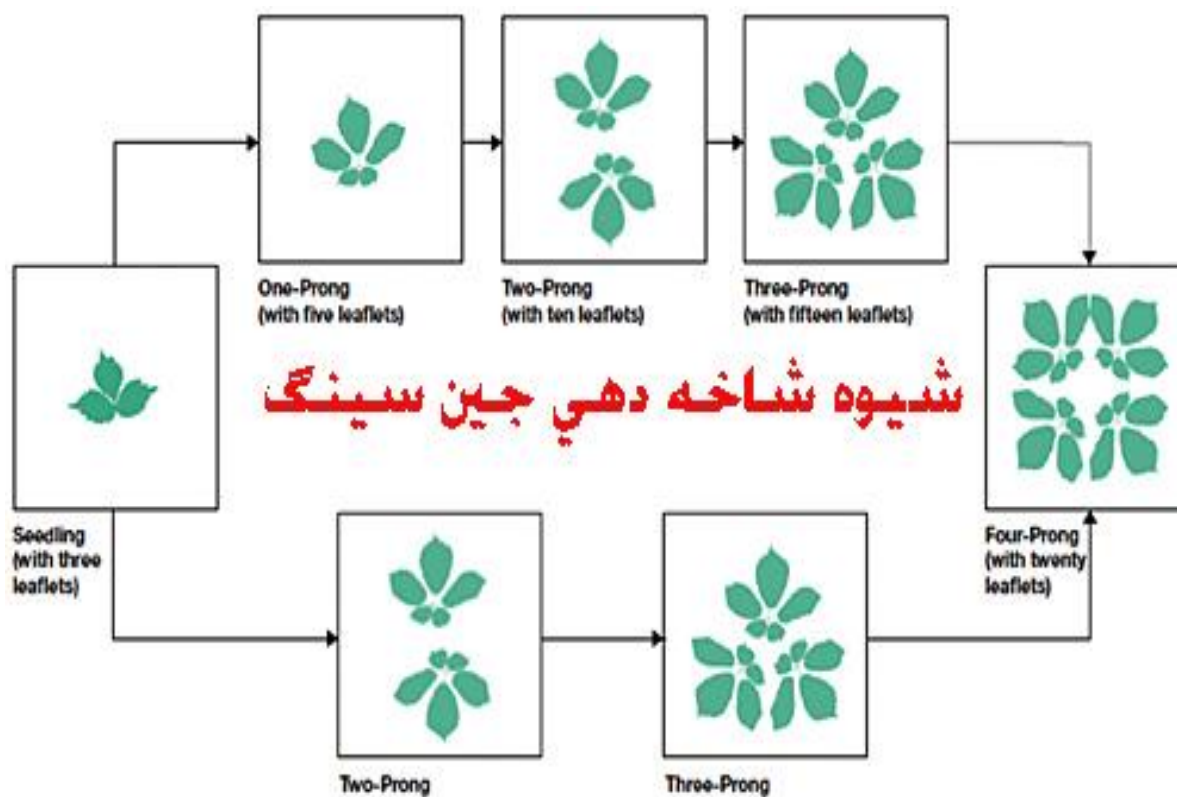 One-Prong
(with five leaflets)
Two-Prong
(with ten leaflets)
Three-Prong
(with fifteen leaflets)
شيوه شاخه دهي جين سينگ
Seedling
(with three
leaflets)
Four-Prong
(with twenty
leaflets)
Two-Prong
Three-Prong